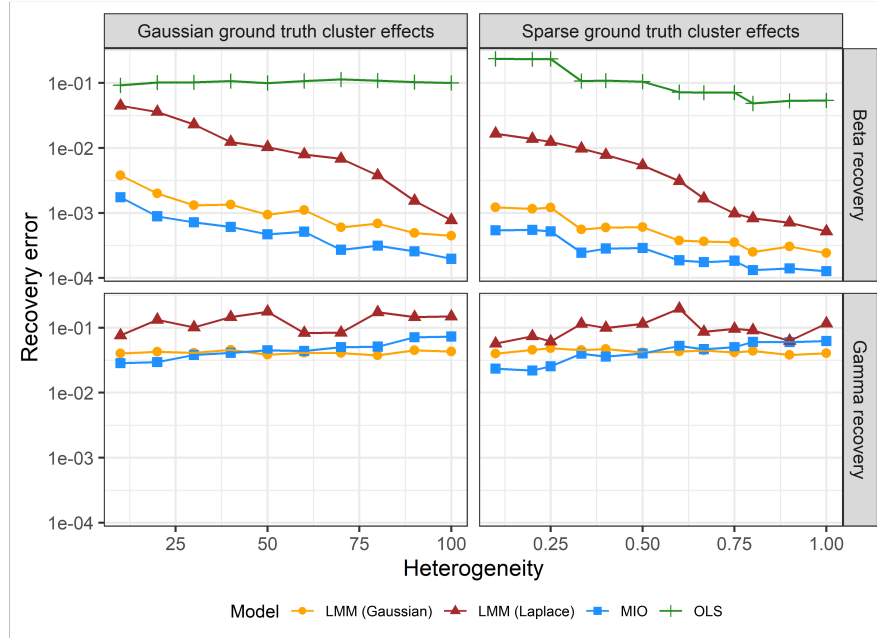 Gaussian ground truth cluster effects
Sparse ground truth cluster effects
Recovery error
1e-01
1e-02
1e-03
1e-04
Beta recovery
1e-01
1e-02
1e-03
1e-04
Gamma recovery
25 50 75 100
0.25 0.50 0.75 1.00
Heterogeneity
Model LMM (Gaussian) LMM (Laplace) MIO OLS